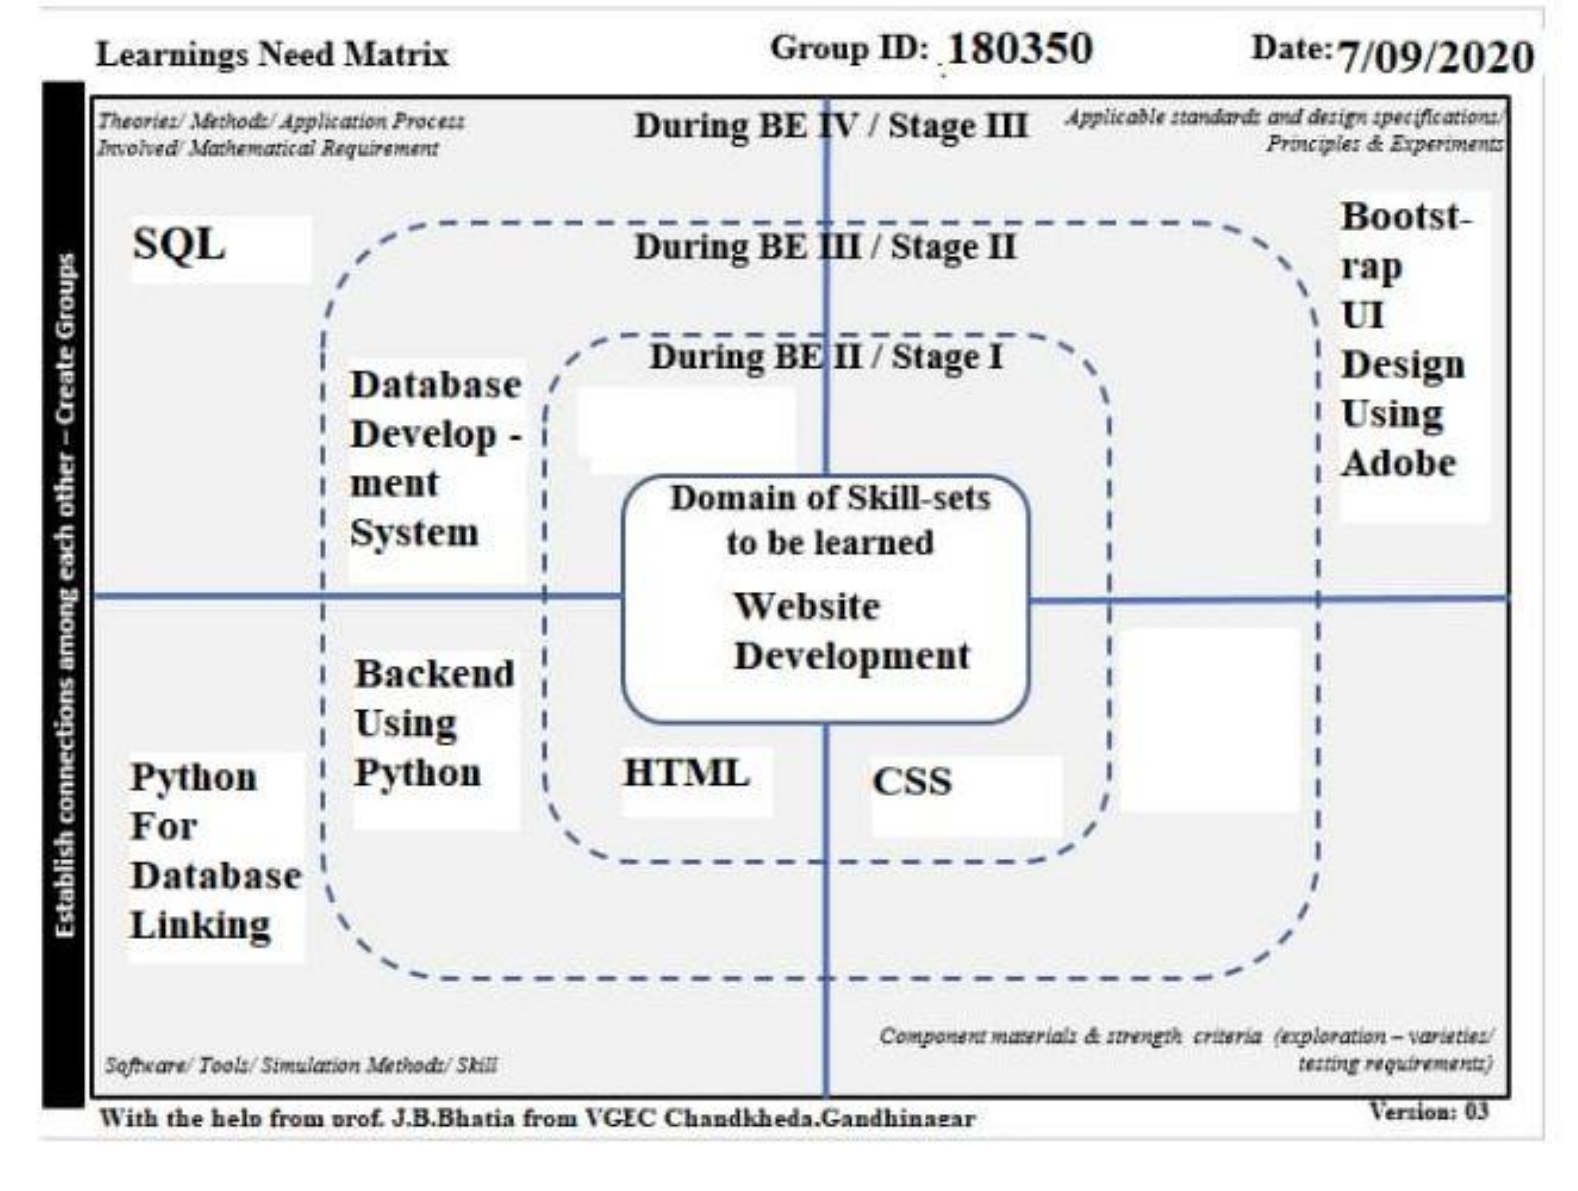 Learnings Need Matrix
Group ID: 180350
Date: 7/09/2020
Establish connections among each other – Create Groups
Theories/ Methods/ Application Process
Involved/ Mathematical Requirement
During BE IV / Stage III
Applicable standards and design specifications/
Principles & Experiments
SQL
During BE III / Stage II
Bootst-
rap
UI
Design
Using
Adobe
During BE II / Stage I
Database
Develop -
ment
System
Domain of Skill-sets
to be learned
Website
Development
Backend
Using
Python
Python
For
Database
Linking
HTML
CSS
Component materials & strength criteria (exploration – varieties/
testing requirements)
Software/ Tools/ Simulation Methods/ Skill
With the help from prof. J.B.Bhatia from VGEC Chandkheda.Gandhinagar
Version: 03